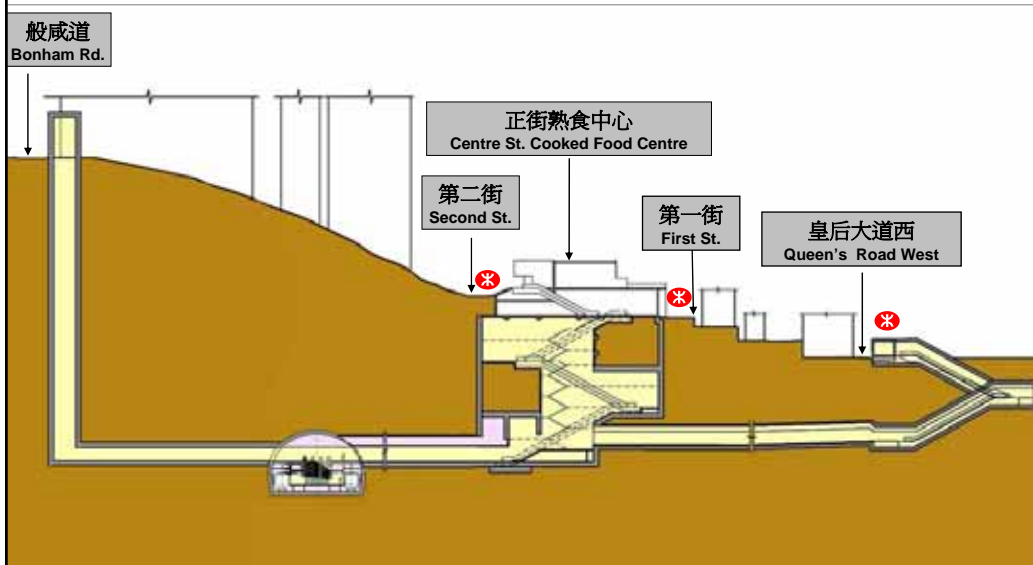 般咸道
Bonham Rd.
正街熟食中心
Centre St. Cooked Food Centre
第二街
Second St.
第一街
First St.
皇后大道西
Queen's Road West